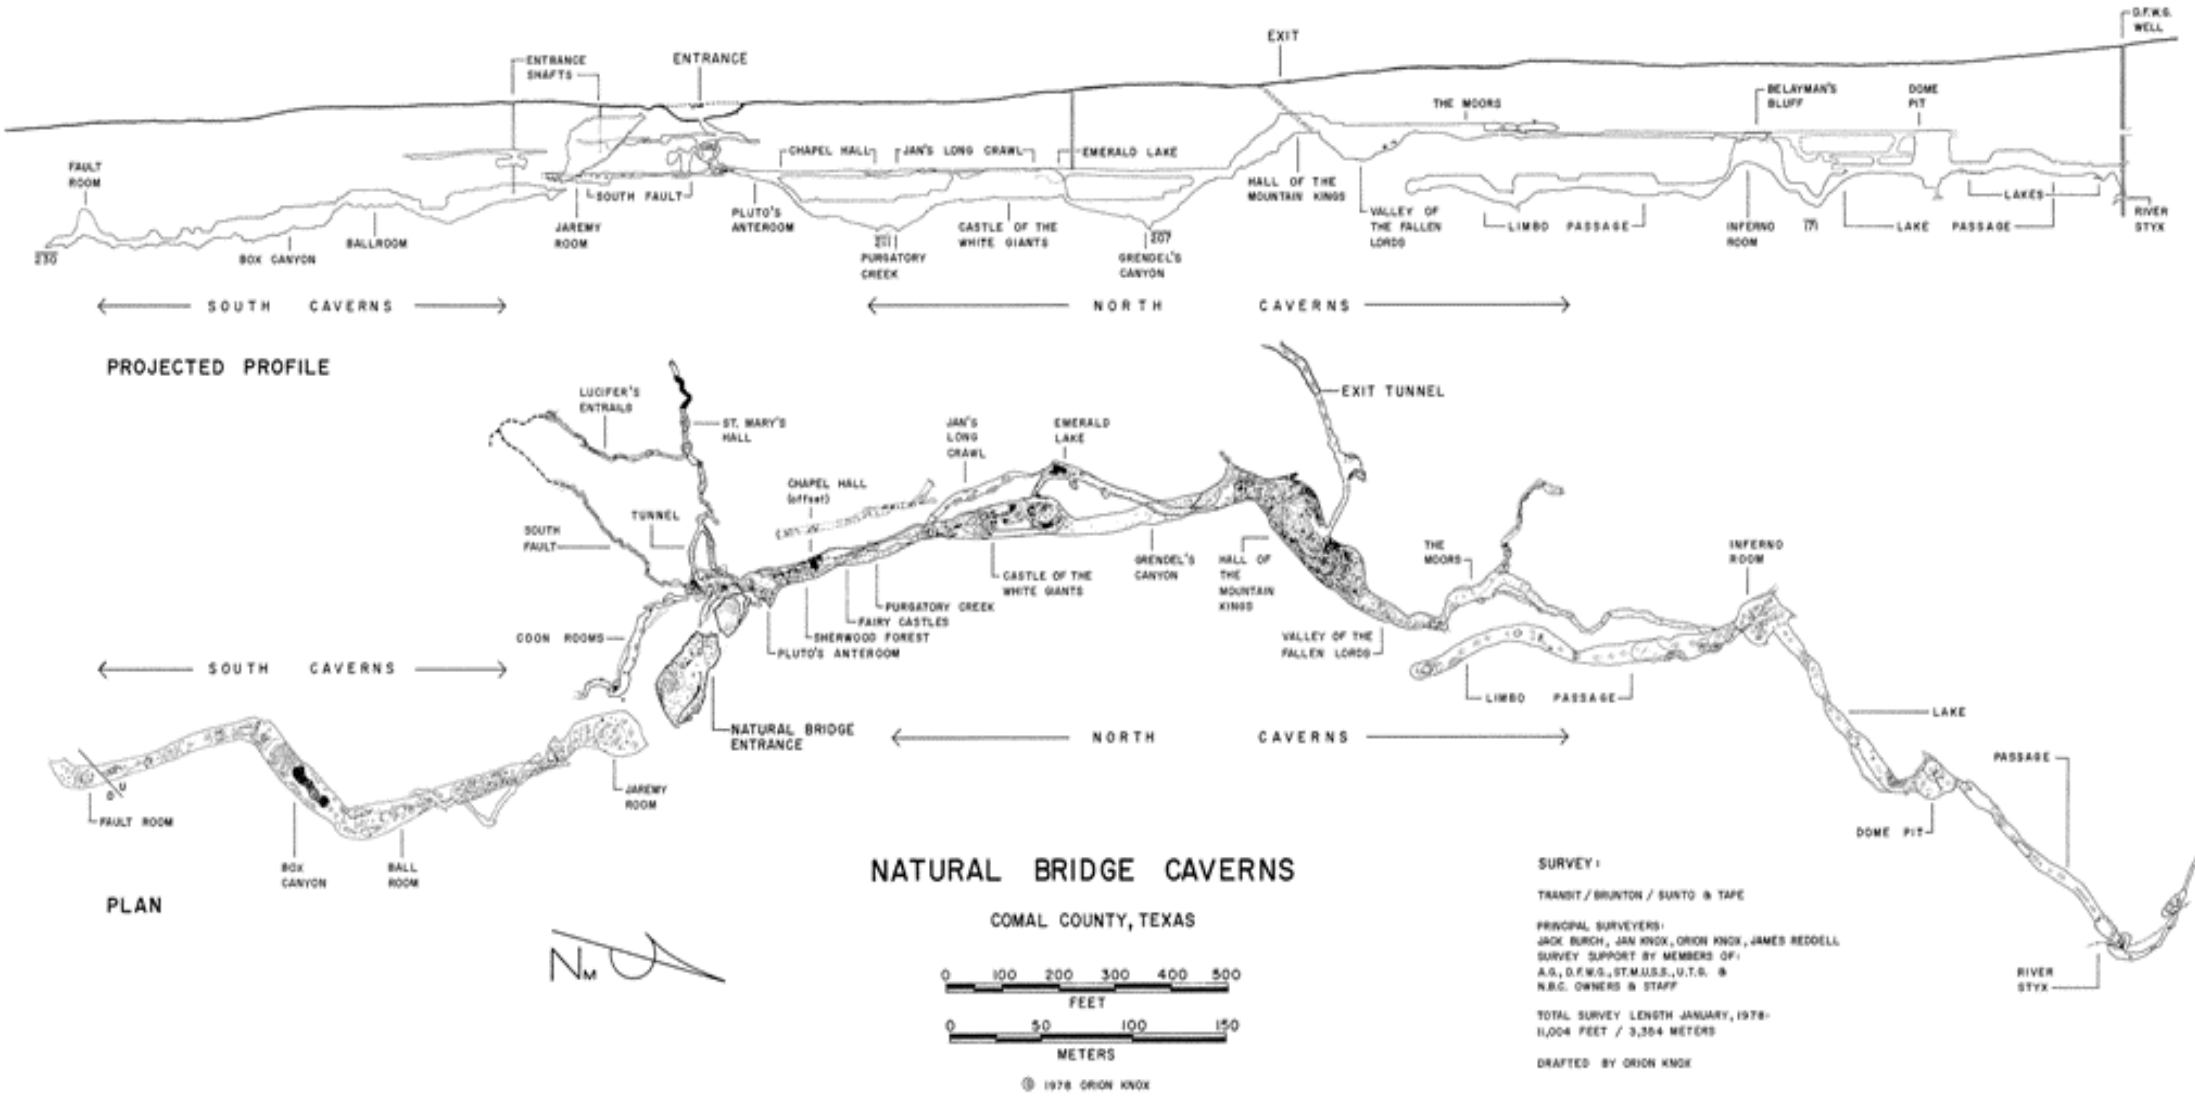 O.F.W.G.
WELL
EXIT
ENTRANCE
SHAFTS
ENTRANCE
BELAYMAN'S
BLUFF
DOME
PIT
THE MOORS
FAULT
ROOM
CHAPEL HALL
JAN'S LONG CRAWL
EMERALD LAKE
HALL OF THE
MOUNTAIN KINGS
SOUTH FAULT
LAKES
PLUTO'S
ANTEROOM
JAREMY
ROOM
CASTLE OF THE
WHITE GIANTS
VALLEY OF
THE FALLEN
LORDS
LIMBO PASSAGE
INFERNO
ROOM
171
LAKE PASSAGE
RIVER
STYX
230
BOX CANYON
BALLROOM
211
PURGATORY
CREEK
207
GRENDEL'S
CANYON
SOUTH CAVERNS
NORTH CAVERNS
PROJECTED PROFILE
LUCIFER'S
ENTRAILS
ST. MARY'S
HALL
JAN'S
LONG
CRAWL
EMERALD
LAKE
EXIT TUNNEL
CHAPEL HALL
(offset)
TUNNEL
SOUTH
FAULT
CASTLE OF THE
WHITE GIANTS
GRENDEL'S
CANYON
HALL OF
THE
MOUNTAIN
KINGS
THE
MOORS
INFERNO
ROOM
PURGATORY CREEK
FAIRY CASTLES
SHERWOOD FOREST
PLUTO'S ANTEROOM
COON ROOMS
VALLEY OF THE
FALLEN LORDS
SOUTH CAVERNS
LIMBO PASSAGE
LAKE
NATURAL BRIDGE
ENTRANCE
NORTH CAVERNS
PASSAGE
JAREMY
ROOM
D U
FAULT ROOM
DOME PIT
BOX
CANYON
BALL
ROOM
PLAN
NM
NATURAL BRIDGE CAVERNS
COMAL COUNTY, TEXAS
0 100 200 300 400 500
FEET
0 50 100 150
METERS
© 1978 ORION KNOX
SURVEY:
TRANSIT / BRUNTON / SUNTO & TAPE
PRINCIPAL SURVEYERS:
JACK BURCH, JAN KNOX, ORION KNOX, JAMES REDDELL
SURVEY SUPPORT BY MEMBERS OF:
A.G., D.F.W.G., ST.M.U.S.S., U.T.G. &
N.B.C. OWNERS & STAFF
TOTAL SURVEY LENGTH JANUARY, 1978-
11,004 FEET / 3,354 METERS
DRAFTED BY ORION KNOX
RIVER
STYX